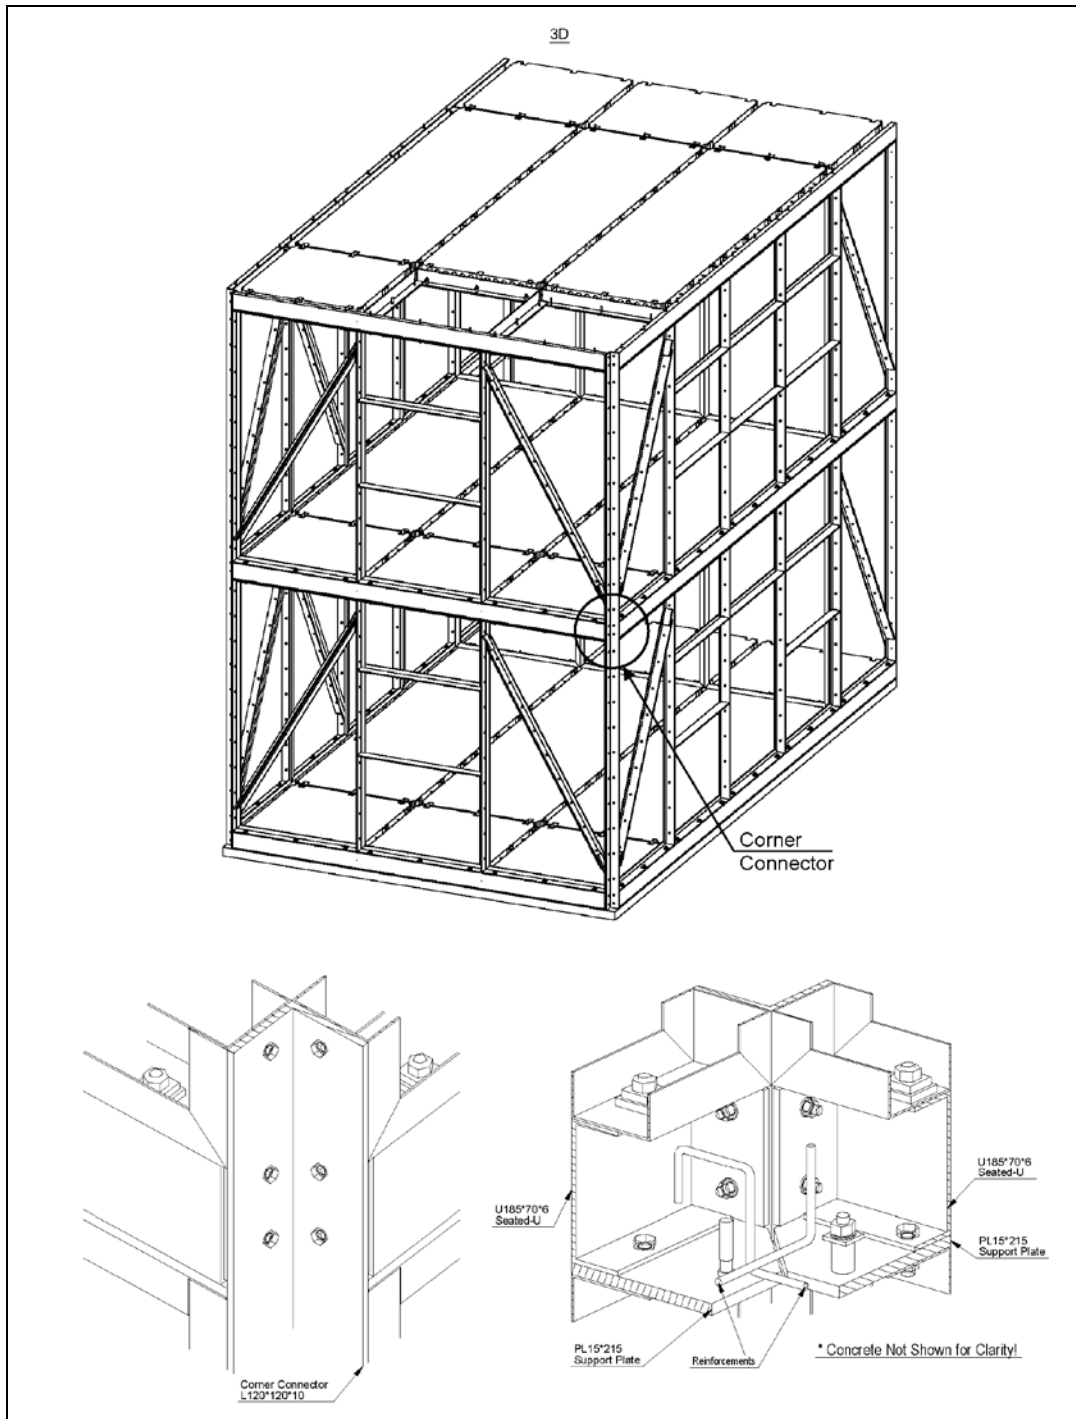 3D
Corner
Connector
U185*70*6
Seated-U
U185*70*6
Seated-U
PL15*215
Support Plate
PL15*215
Support Plate
Reinforcements
* Concrete Not Shown for Clarity!
Corner Connector
L120*120*10